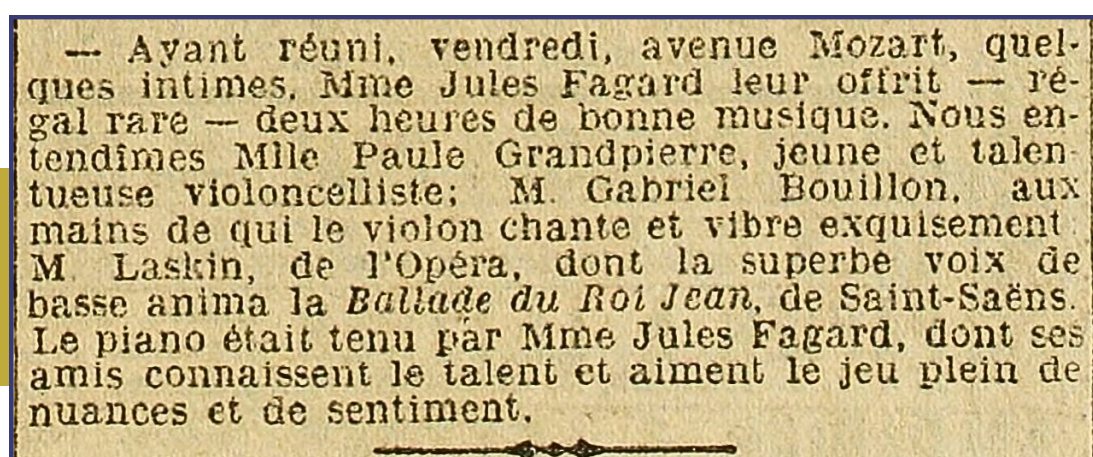 — Ayant réuni, vendredi, avenue Mozart, quel-
ques intimes, Mme Jules Fagard leur offrit — ré-
gal rare — deux heures de bonne musique. Nous en-
tendîmes Mlle Paule Grandpierre, jeune et talen-
tueuse violoncelliste; M. Gabriel Bouillon, aux
mains de qui le violon chante et vibre exquisement
M. Laskin, de l'Opéra, dont la superbe voix de
basse anima la Ballade du Roi Jean, de Saint-Saëns.
Le piano était tenu par Mme Jules Fagard, dont ses
amis connaissent le talent et aiment le jeu plein de
nuances et de sentiment.